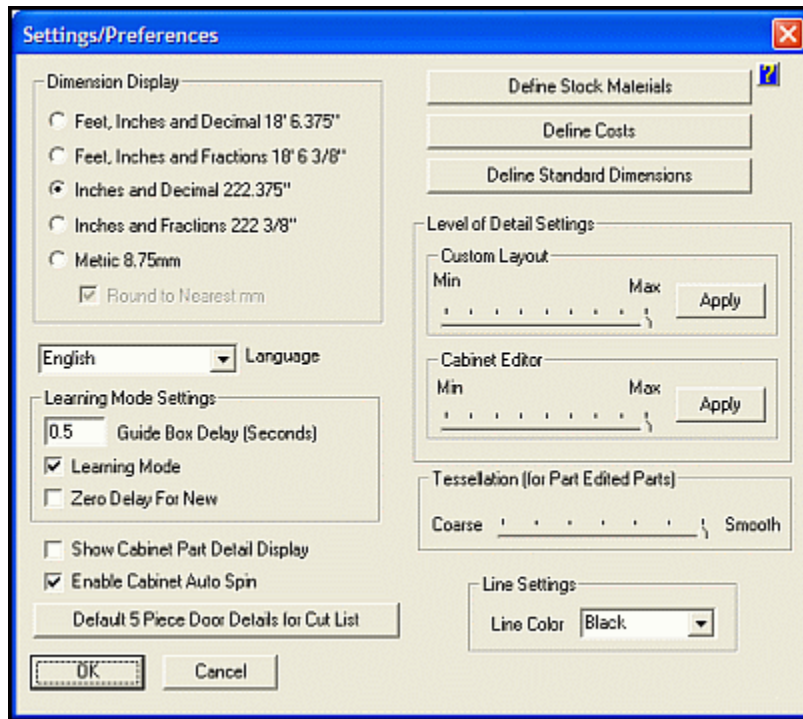 Settings/Preferences
Dimension Display
Feet, Inches and Decimal 18' 6.375"
Feet, Inches and Fractions 18' 6 3/8"
Inches and Decimal 222.375"
Inches and Fractions 222 3/8"
Metric 8.75mm
Round to Nearest mm
English
Language
Learning Mode Settings
0.5
Guide Box Delay (Seconds)
Learning Mode
Zero Delay For New
Show Cabinet Part Detail Display
Enable Cabinet Auto Spin
Default 5 Piece Door Details for Cut List
OK
Cancel
?
Define Stock Materials
Define Costs
Define Standard Dimensions
Level of Detail Settings
Custom Layout
Min
Max
Apply
Cabinet Editor
Min
Max
Apply
Tessellation (for Part Edited Parts)
Coarse
Smooth
Line Settings
Line Color
Black